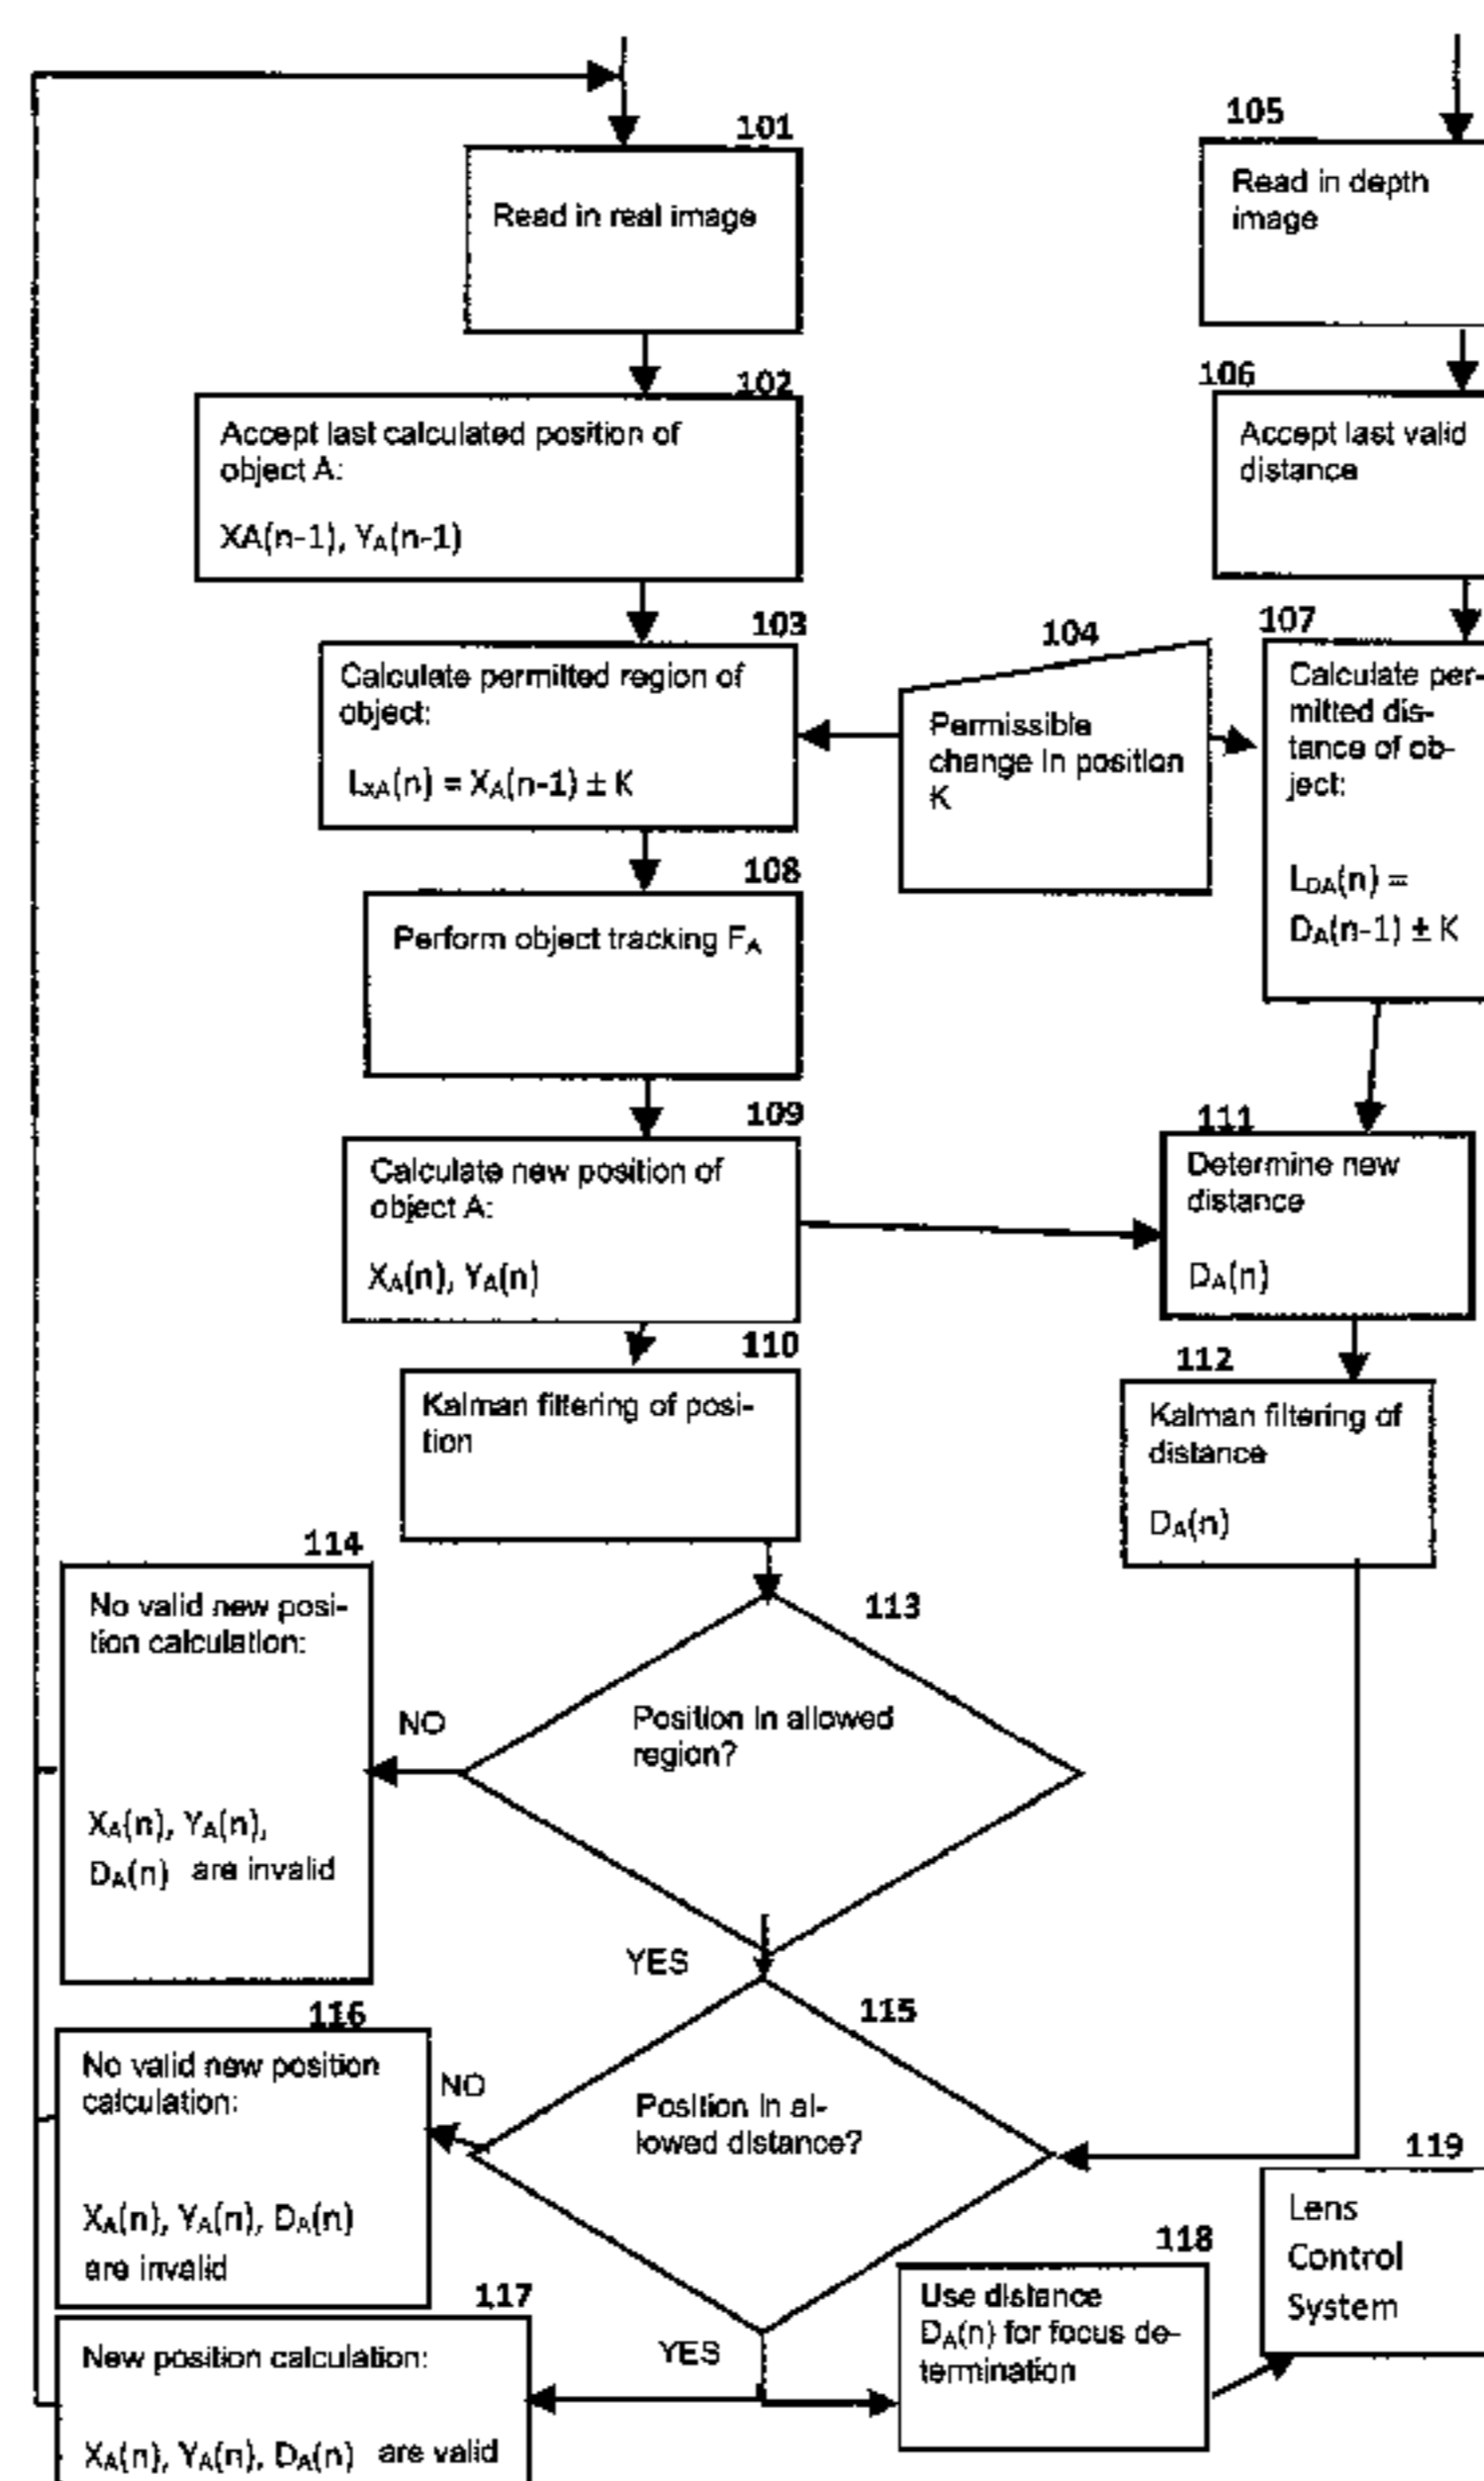 101
Read in real image
102
Accept last calculated position of
object A:
XA(n-1), YA(n-1)
103
Calculate permitted region of
object:
LXA(n) = XA(n-1) ± K
104
Permissible
change in position
K
105
Read in depth
image
106
Accept last valid
distance
107
Calculate per-
mitted dis-
tance of ob-
ject:
LDA(n) =
DA(n-1) ± K
108
Perform object tracking FA
109
Calculate new position of
object A:
XA(n), YA(n)
111
Determine new
distance
DA(n)
110
Kalman filtering of posi-
tion
112
Kalman filtering of
distance
DA(n)
113
Position in allowed
region?
NO
114
No valid new posi-
tion calculation:
XA(n), YA(n),
DA(n) are invalid
YES
115
Position in al-
lowed distance?
NO
116
No valid new position
calculation:
XA(n), YA(n), DA(n)
are invalid
YES
117
New position calculation:
XA(n), YA(n), DA(n) are valid
118
Use distance
DA(n) for focus de-
termination
119
Lens
Control
System